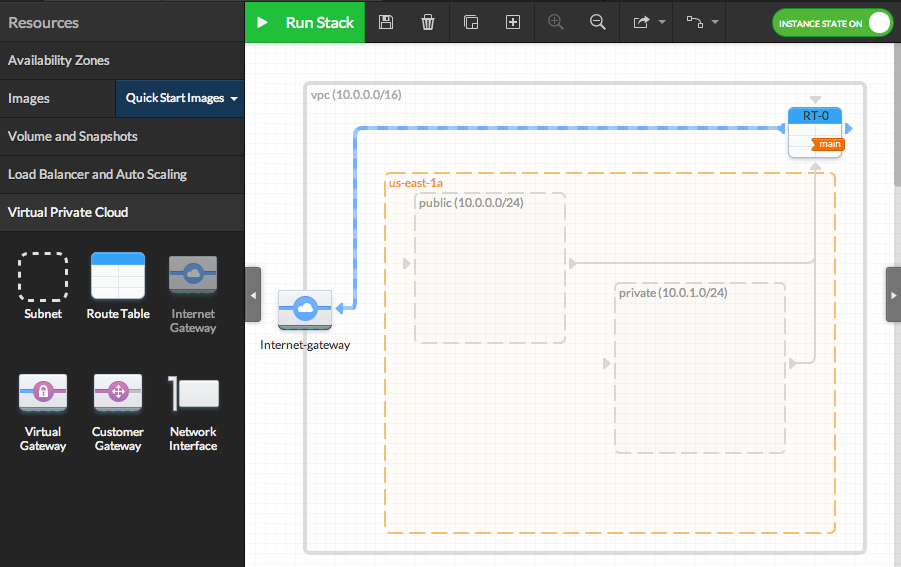 Resources
Run Stack
INSTANCE STATE ON
Availability Zones
Images
Quick Start Images
Volume and Snapshots
Load Balancer and Auto Scaling
Virtual Private Cloud
Subnet
Route Table
Internet
Gateway
Virtual
Gateway
Customer
Gateway
Network
Interface
vpc (10.0.0.0/16)
RT-0
main
us-east-1a
public (10.0.0.0/24)
private (10.0.1.0/24)
Internet-gateway